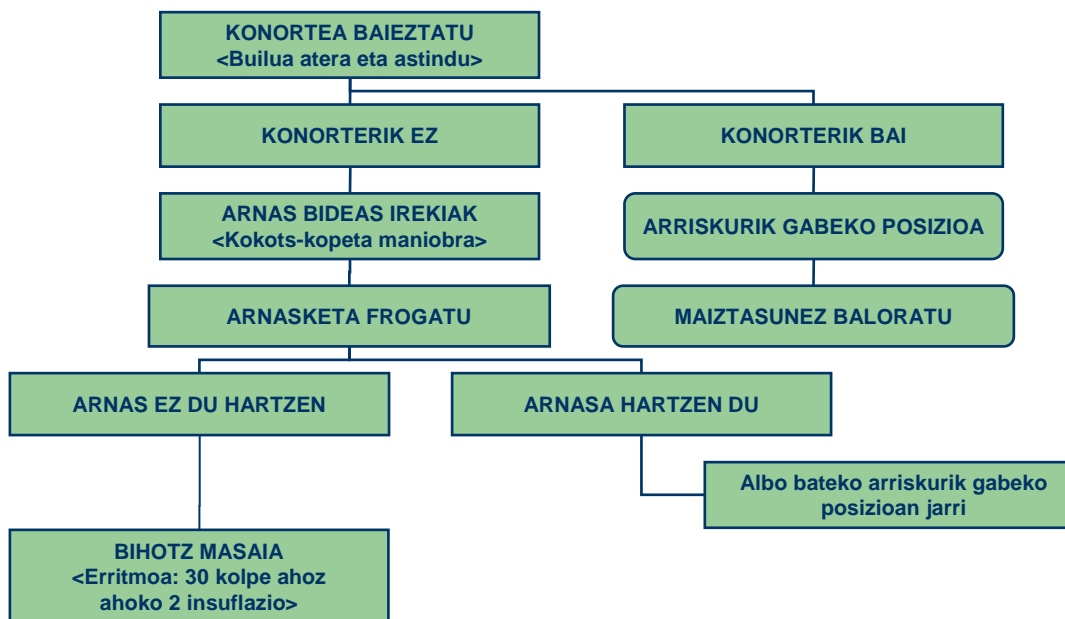 KONORTEA BAIEZTATU
<Builua atera eta astindu>
KONORTERIK EZ
KONORTERIK BAI
ARNAS BIDEAS IREKIAK
<Kokots-kopeta maniobra>
ARRISKURIK GABEKO POSIZIOA
ARNASKETA FROGATU
MAIZTASUNEZ BALORATU
ARNAS EZ DU HARTZEN
ARNASA HARTZEN DU
Albo bateko arriskurik gabeko
posizioan jarri
BIHOTZ MASAIA
<Erritmoa: 30 kolpe ahoz
ahoko 2 insuflazio>